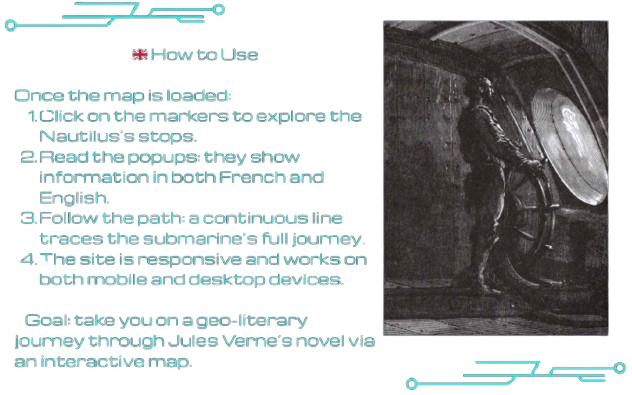 How to Use
Once the map is loaded:
1. Click on the markers to explore the
Nautilus's stops.
2. Read the popups: they show
information in both French and
English.
3. Follow the path: a continuous line
traces the submarine's full journey.
4. The site is responsive and works on
both mobile and desktop devices.
Goal: take you on a geo-literary
journey through Jules Verne's novel via
an interactive map.